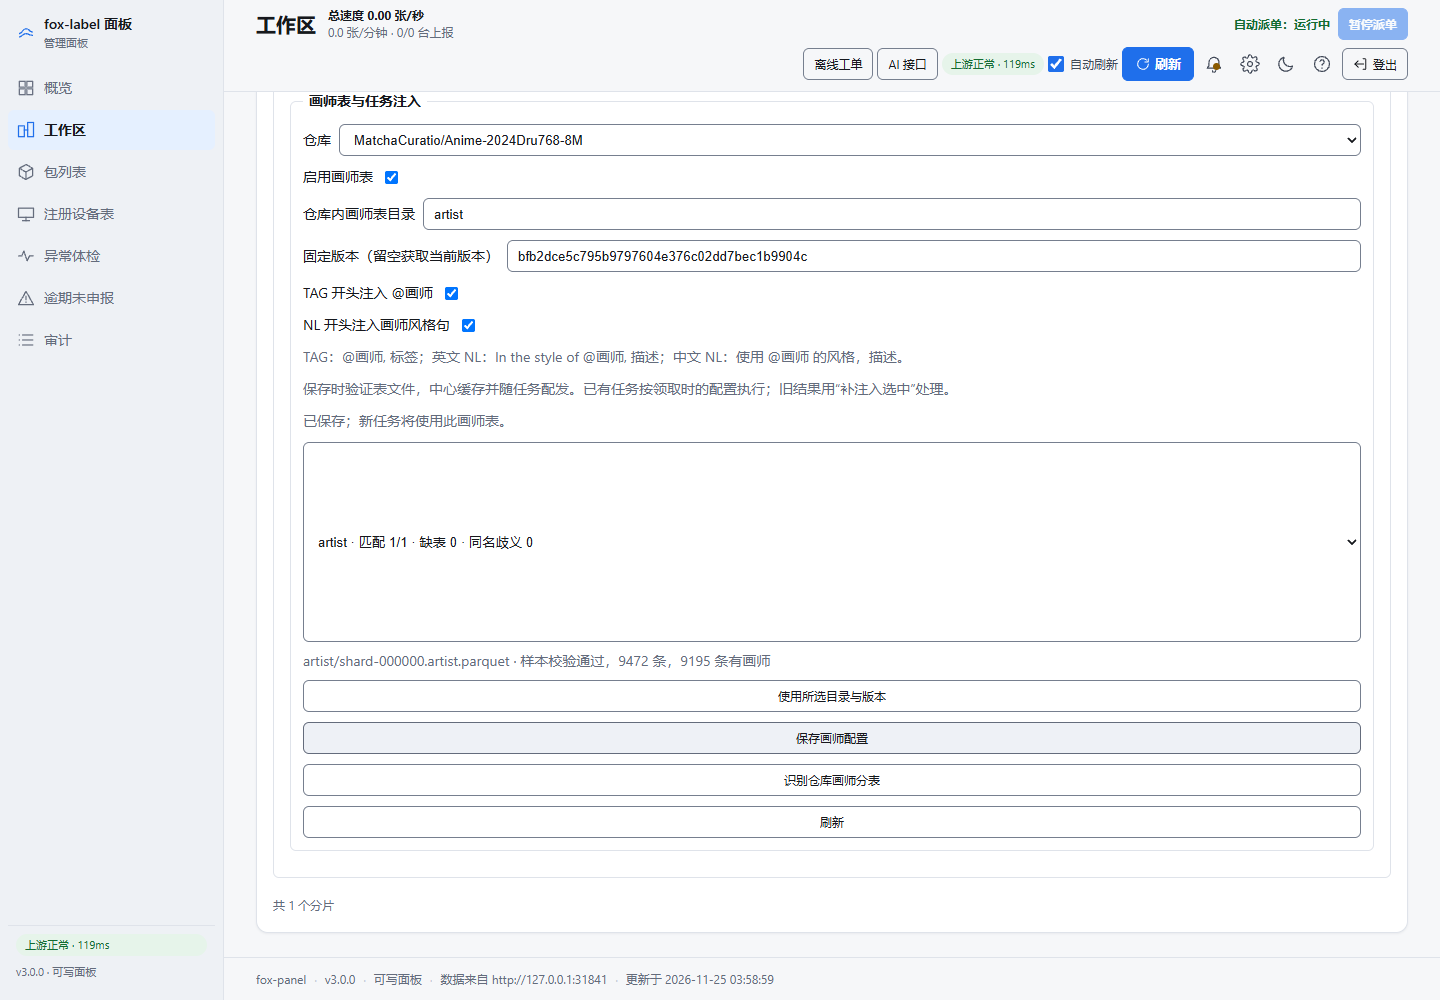 fox-label 面板
管理面板
概览
工作区
包列表
注册设备表
异常体检
逾期未申报
审计
上游正常 · 119ms
v3.0.0 · 可写面板
工作区
总速度 0.00 张/秒
0.0 张/分钟 · 0/0 台上报
自动派单：运行中
暂停派单
离线工单
AI 接口
上游正常 · 119ms
自动刷新
刷新
登出
画师表与任务注入
仓库
MatchaCuratio/Anime-2024Dru768-8M
启用画师表
仓库内画师表目录
artist
固定版本（留空获取当前版本）
bfb2dce5c795b9797604e376c02dd7bec1b9904c
TAG 开头注入 @画师
NL 开头注入画师风格句
TAG：@画师, 标签；英文 NL：In the style of @画师, 描述；中文 NL：使用 @画师 的风格，描述。
保存时验证表文件，中心缓存并随任务配发。已有任务按领取时的配置执行；旧结果用“补注入选中”处理。
已保存；新任务将使用此画师表。
artist · 匹配 1/1 · 缺表 0 · 同名歧义 0
artist/shard-000000.artist.parquet · 样本校验通过，9472 条，9195 条有画师
使用所选目录与版本
保存画师配置
识别仓库画师分表
刷新
共 1 个分片
fox-panel · v3.0.0 · 可写面板 · 数据来自 http://127.0.0.1:31841 · 更新于 2026-11-25 03:58:59